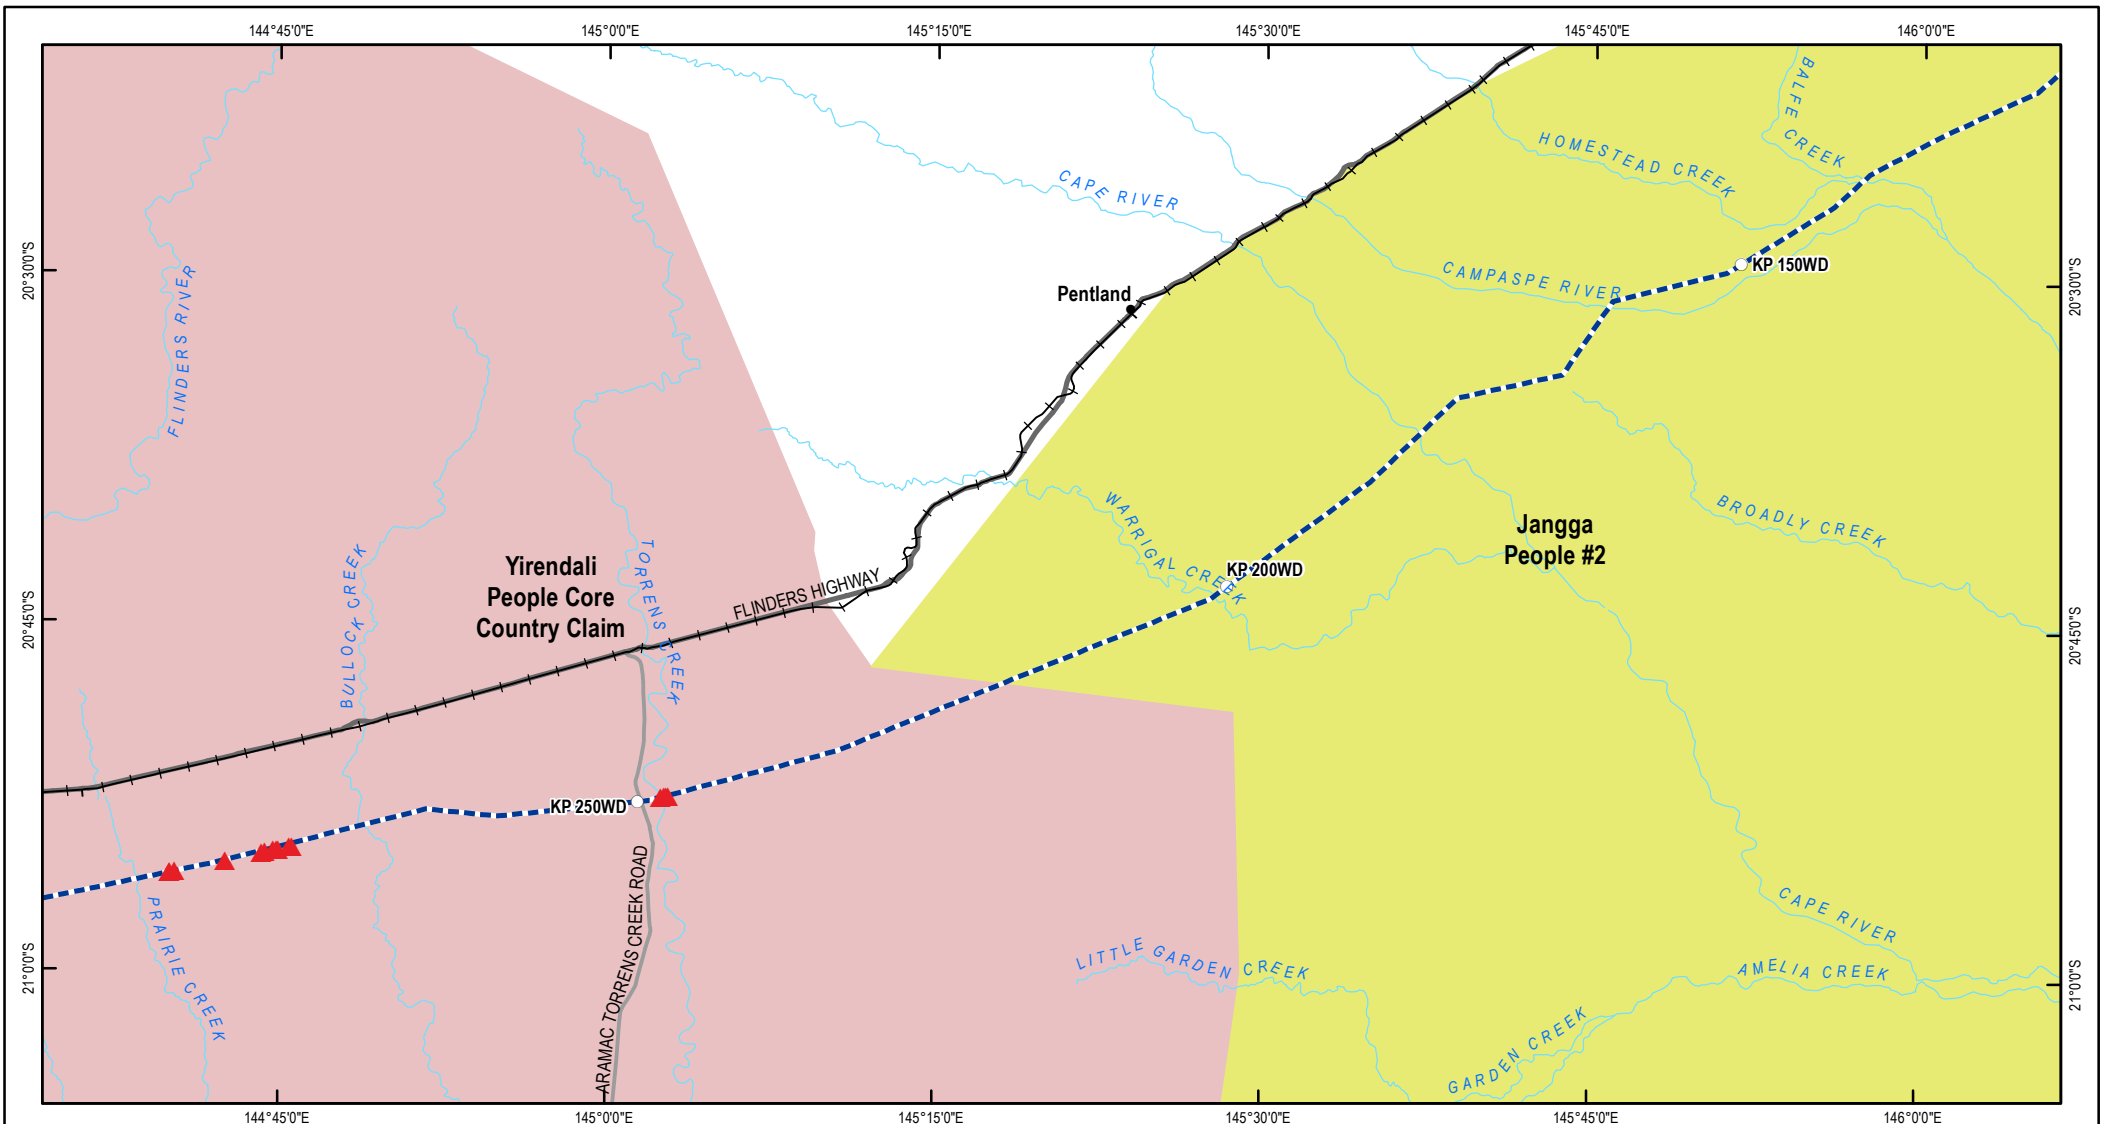 144°45'0"E
145°0'0"E
145°15'0"E
145°30'0"E
145°45'0"E
146°0'0"E
BALFE CREEK
HOMESTEAD CREEK
CAPE RIVER
20°30'0"S
FLINDERS RIVER
CAMPASPE RIVER
KP 150WD
20°30'0"S
Pentland
WARRIGAL CREEK
BROADLY CREEK
Jangga
People #2
BULLOCK CREEK
Yirendali
People Core
Country Claim
TORRENS CREEK
FLINDERS HIGHWAY
KP 200WD
20°45'0"S
20°45'0"S
KP 250WD
ARAMAC TORRENS CREEK ROAD
PRAIRIE CREEK
21°0'0"S
LITTLE GARDEN CREEK
CAPE RIVER
AMELIA CREEK
21°0'0"S
GARDEN CREEK
144°45'0"E
145°0'0"E
145°15'0"E
145°30'0"E
145°45'0"E
146°0'0"E